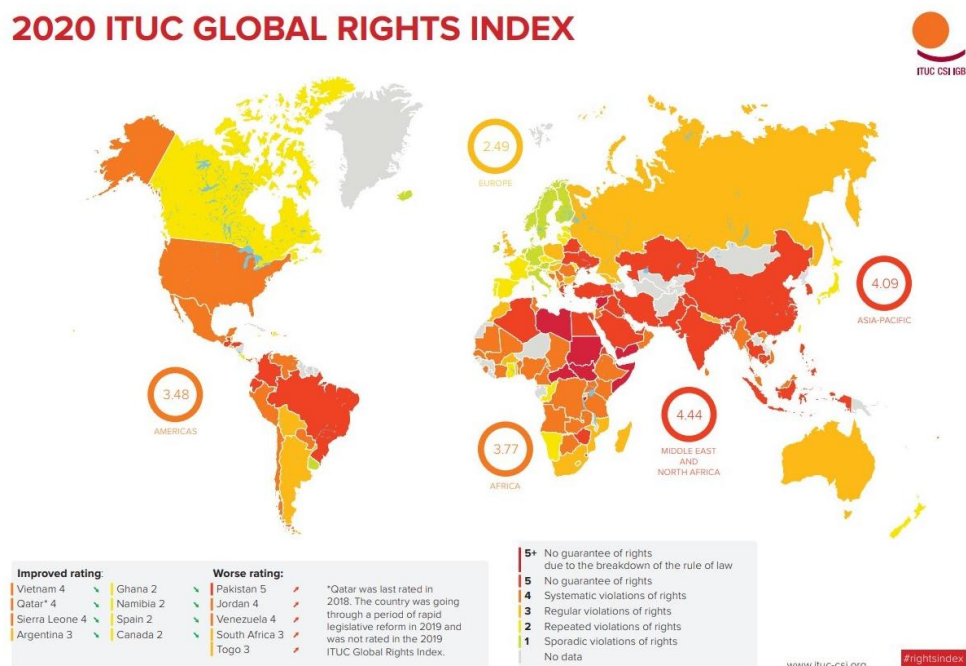 2020 ITUC GLOBAL RIGHTS INDEX
ITUC CSI IGB
2.49
EUROPE
4.09
ASIA-PACIFIC
3.48
AMERICAS
3.77
AFRICA
4.44
MIDDLE EAST
AND
NORTH AFRICA
Improved rating:
Vietnam 4
Qatar* 4
Sierra Leone 4
Argentina 3
Ghana 2
Namibia 2
Spain 2
Canada 2
Worse rating:
Pakistan 5
Jordan 4
Venezuela 4
South Africa 3
Togo 3
*Qatar was last rated in
2018. The country was going
through a period of rapid
legislative reform in 2019 and
was not rated in the 2019
ITUC Global Rights Index.
5+ No guarantee of rights
due to the breakdown of the rule of law
5 No guarantee of rights
4 Systematic violations of rights
3 Regular violations of rights
2 Repeated violations of rights
1 Sporadic violations of rights
No data
www.ituc-csi.org
#rightsindex